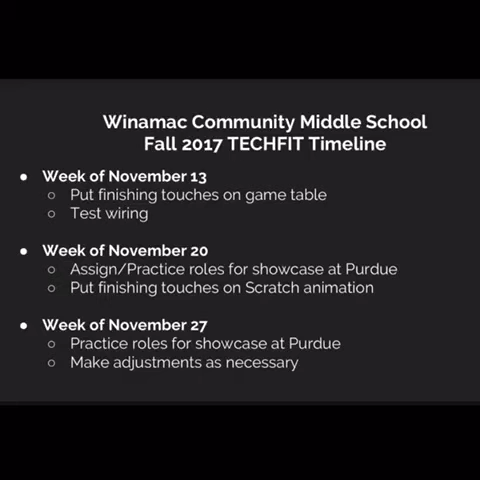 Winamac Community Middle School
Fall 2017 TECHFIT Timeline
● Week of November 13
○ Put finishing touches on game table
○ Test wiring
● Week of November 20
○ Assign/Practice roles for showcase at Purdue
○ Put finishing touches on Scratch animation
● Week of November 27
○ Practice roles for showcase at Purdue
○ Make adjustments as necessary